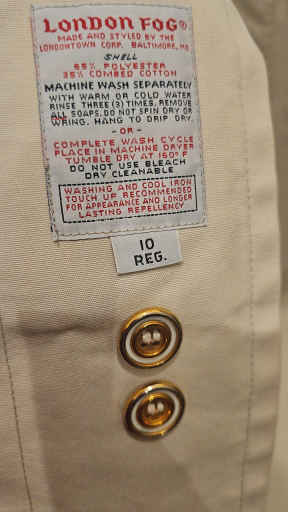 LONDON FOG®
MADE AND STYLED BY THE
LONDONTOWN CORP. BALTIMORE, MD
SHELL
65% POLYESTER
35% COMBED COTTON
MACHINE WASH SEPARATELY
WITH WARM OR COLD WATER
RINSE THREE (3) TIMES, REMOVE
ALL SOAPS. DO NOT SPIN DRY OR
WRING. HANG TO DRIP DRY.
- OR -
COMPLETE WASH CYCLE
PLACE IN MACHINE DRYER
TUMBLE DRY AT 160° F
DO NOT USE BLEACH
DRY CLEANABLE
WASHING AND COOL IRON
TOUCH UP RECOMMENDED
FOR APPEARANCE AND LONGER
LASTING REPELLENCY
10
REG.